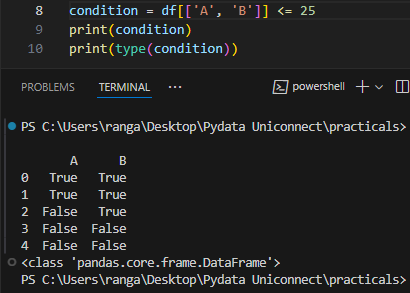 8 condition = df[['A', 'B']] <= 25
9 print(condition)
10 print(type(condition))
PROBLEMS TERMINAL ··· powershell
PS C:\Users\ranga\Desktop\Pydata Uniconnect\practicals>
A B
0 True True
1 True True
2 False True
3 False False
4 False False
<class 'pandas.core.frame.DataFrame'>
PS C:\Users\ranga\Desktop\Pydata Uniconnect\practicals>